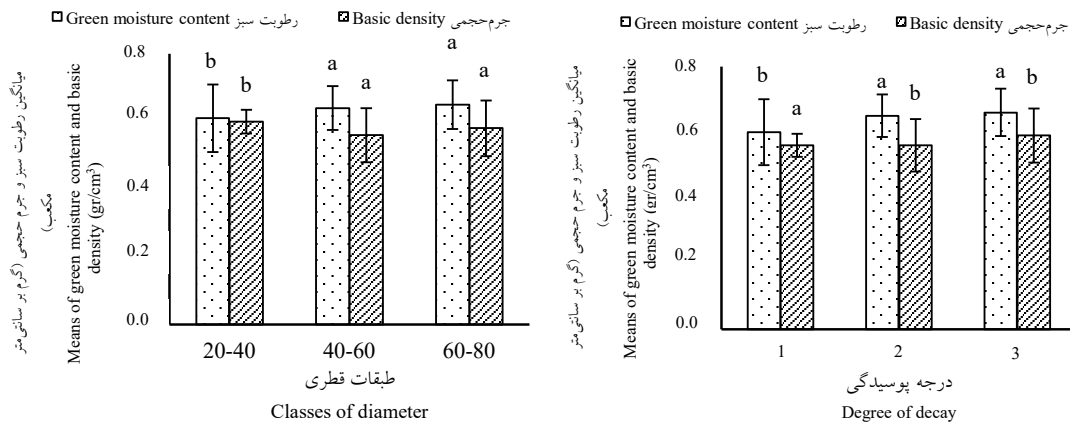 Green moisture content رطوبت سبز Basic density جرم‌حجمی
میانگین رطوبت سبز و جرم حجمی (گرم بر سانتی‌متر
مکعب)
Means of green moisture content and basic
density (gr/cm³)
0.8
0.6
0.4
0.2
0.0
b
b
a
a
a
a
20-40 40-60 60-80
طبقات قطری
Classes of diameter
Green moisture content رطوبت سبز Basic density جرم‌حجمی
میانگین رطوبت سبز و جرم حجمی (گرم بر سانتی‌متر
مکعب)
Means of green moisture content and basic
density (gr/cm³)
0.8
0.6
0.4
0.2
0.0
b
a
a
b
a
b
1 2 3
درجه پوسیدگی
Degree of decay